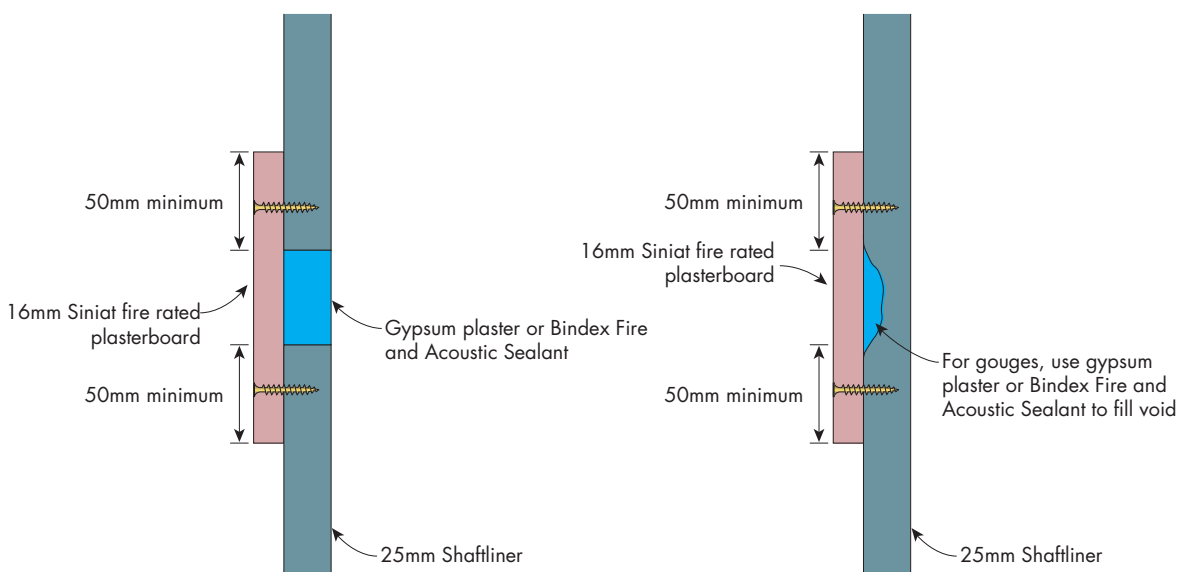 50mm minimum
16mm Siniat fire rated
plasterboard
Gypsum plaster or Bindex Fire
and Acoustic Sealant
50mm minimum
25mm Shaftliner
50mm minimum
16mm Siniat fire rated
plasterboard
For gouges, use gypsum
plaster or Bindex Fire and
Acoustic Sealant to fill void
50mm minimum
25mm Shaftliner